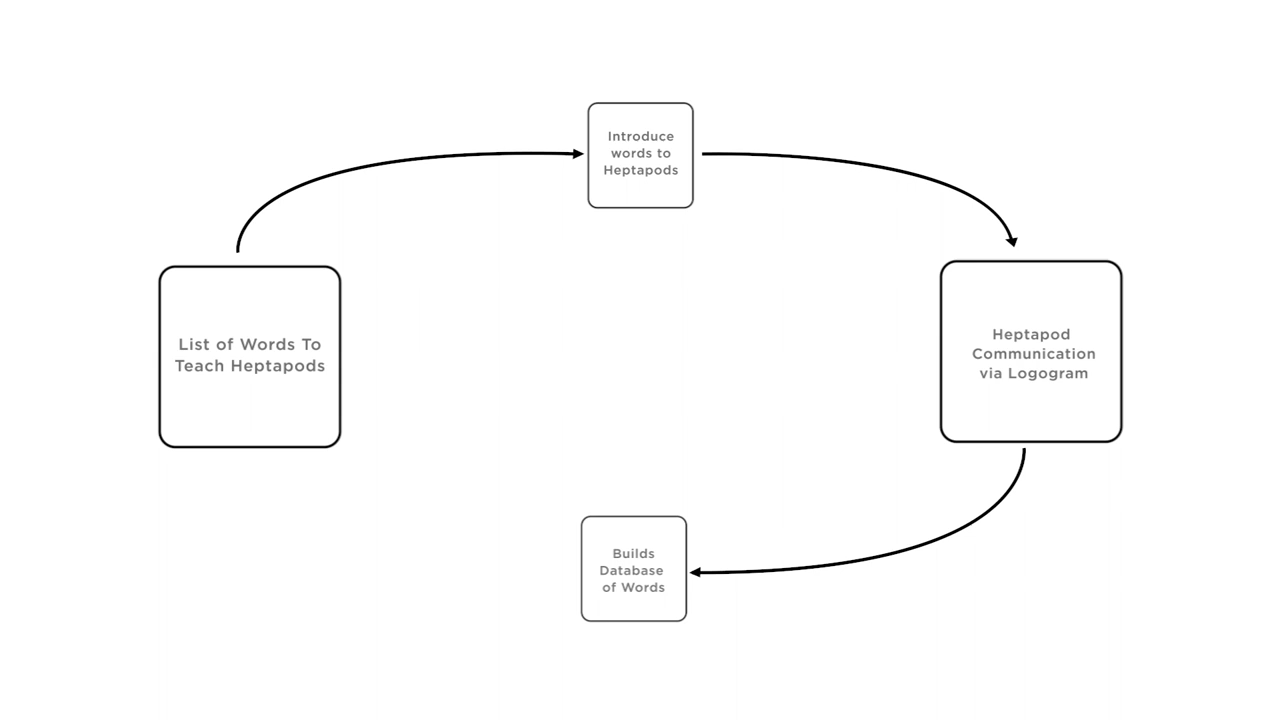 Introduce
words to
Heptapods
List of Words To
Teach Heptapods
Heptapod
Communication
via Logogram
Builds
Database
of Words